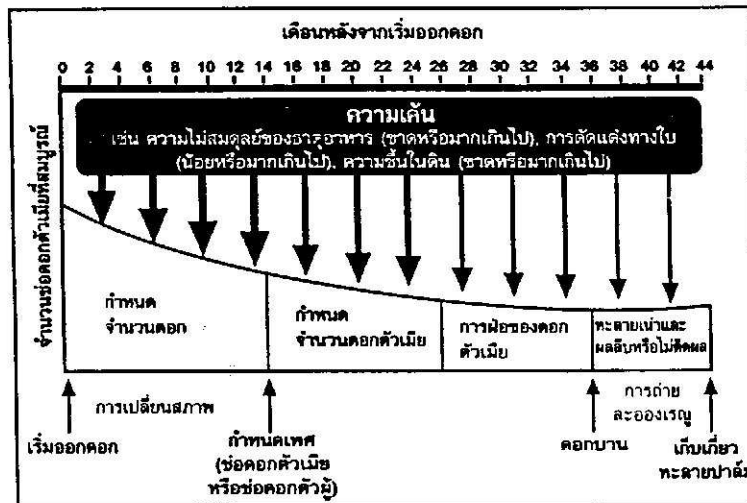 เดือนหลังจากเริ่มออกดอก
0 2 4 6 8 10 12 14 16 18 20 22 24 26 28 30 32 34 36 38 40 42 44
ความเค้น
เช่น ความไม่สมดุลย์ของธาตุอาหาร (ขาดหรือมากเกินไป), การตัดแต่งทางใบ
(น้อยหรือมากเกินไป), ความชื้นในดิน (ขาดหรือมากเกินไป)
จำนวนช่อดอกตัวเมียที่สมบูรณ์
กำหนด
จำนวนดอก
กำหนด
จำนวนดอกตัวเมีย
การฝ่อของดอก
ตัวเมีย
ทะลายเน่าและ
ผลลีบหรือไม่ติดผล
การเปลี่ยนสภาพ
การถ่าย
ละอองเรณู
เริ่มออกดอก
กำหนดเพศ
(ช่อดอกตัวเมีย
หรือช่อดอกตัวผู้)
ดอกบาน
เก็บเกี่ยว
ทะลายปาล์ม